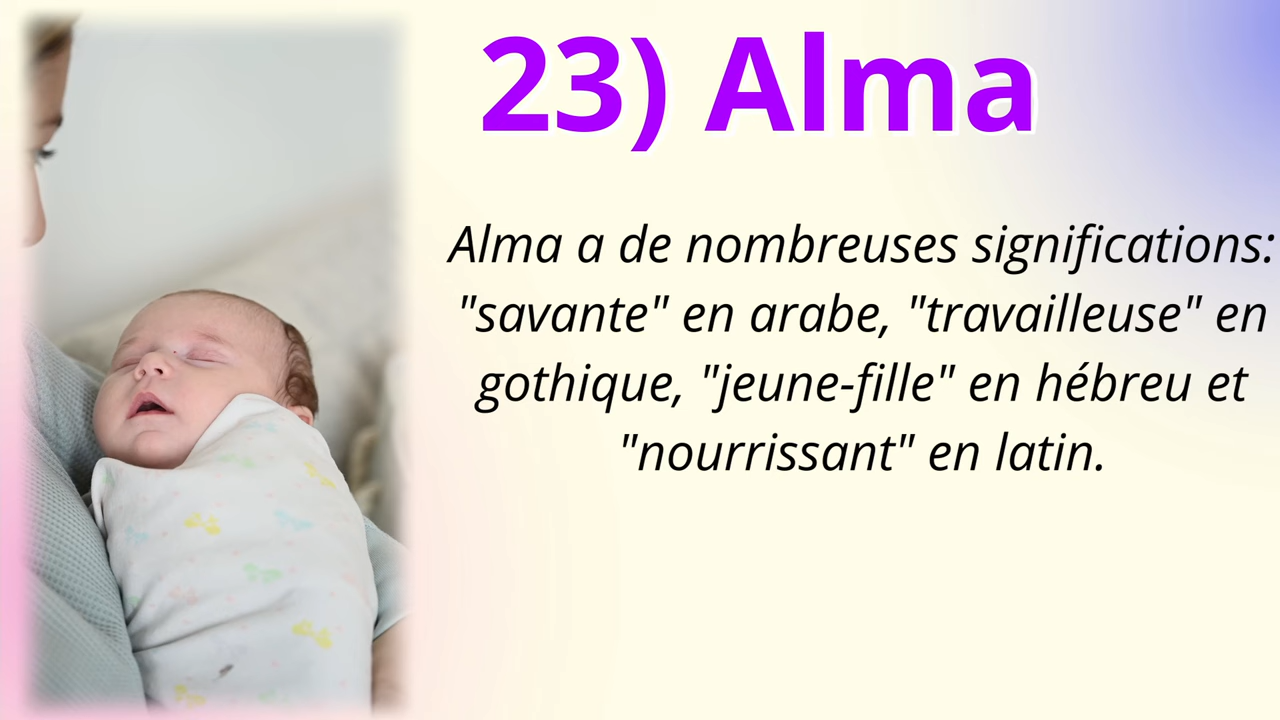 23) Alma
Alma a de nombreuses significations:
"savante" en arabe, "travailleuse" en
gothique, "jeune-fille" en hébreu et
"nourrissant" en latin.